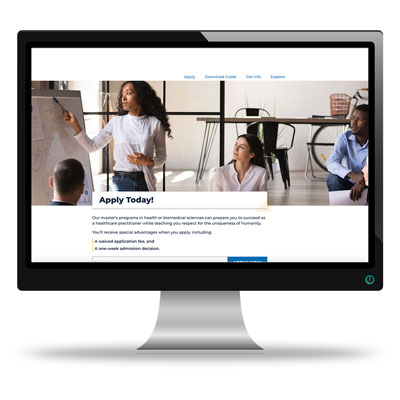 Apply Download Guide Get Info Explore
Apply Today!
Our master's programs in health or biomedical sciences can prepare you to succeed as
a healthcare practitioner while teaching you respect for the uniqueness of humanity.
You'll receive special advantages when you apply, including:
A waived application fee, and
A one-week admission decision.